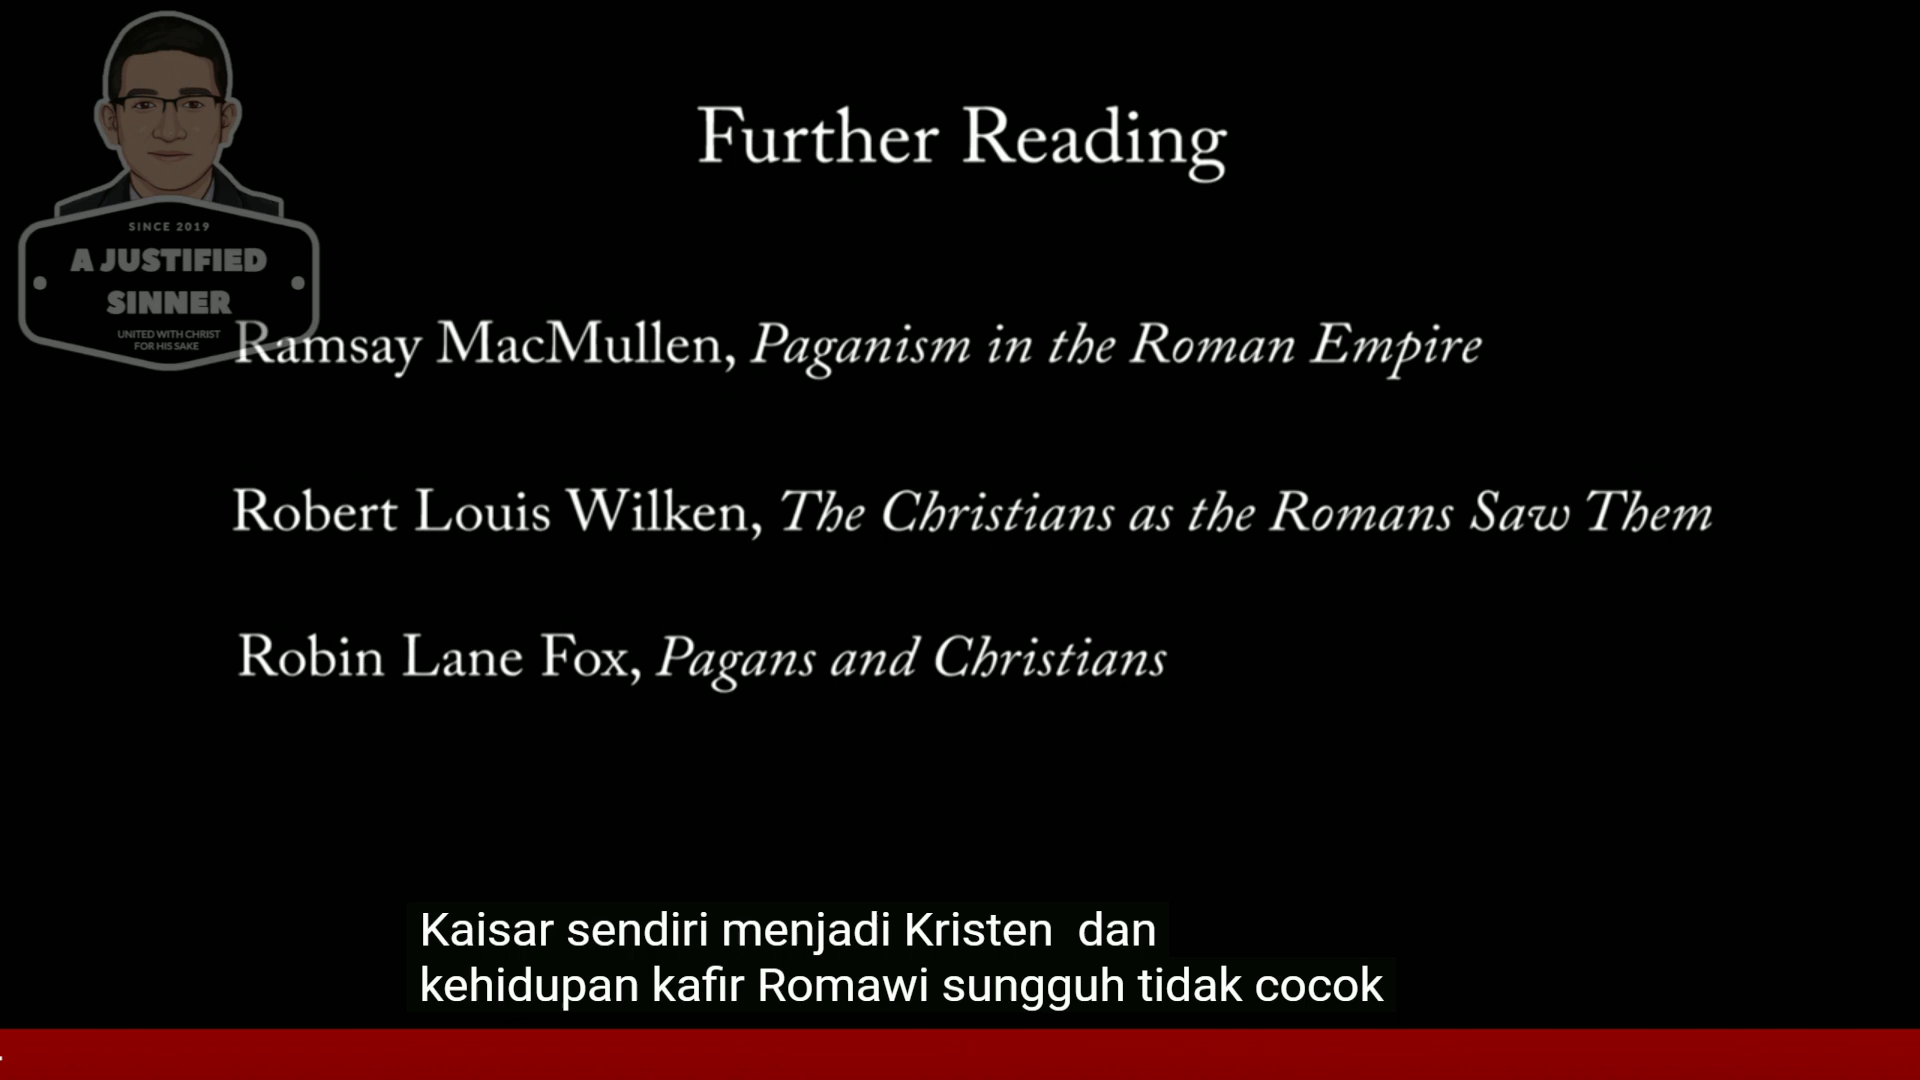 Further Reading
SINCE 2019
A JUSTIFIED
SINNER
UNITED WITH CHRIST
FOR HIS SAKE
Ramsay MacMullen, Paganism in the Roman Empire
Robert Louis Wilken, The Christians as the Romans Saw Them
Robin Lane Fox, Pagans and Christians
Kaisar sendiri menjadi Kristen dan
kehidupan kafir Romawi sungguh tidak cocok